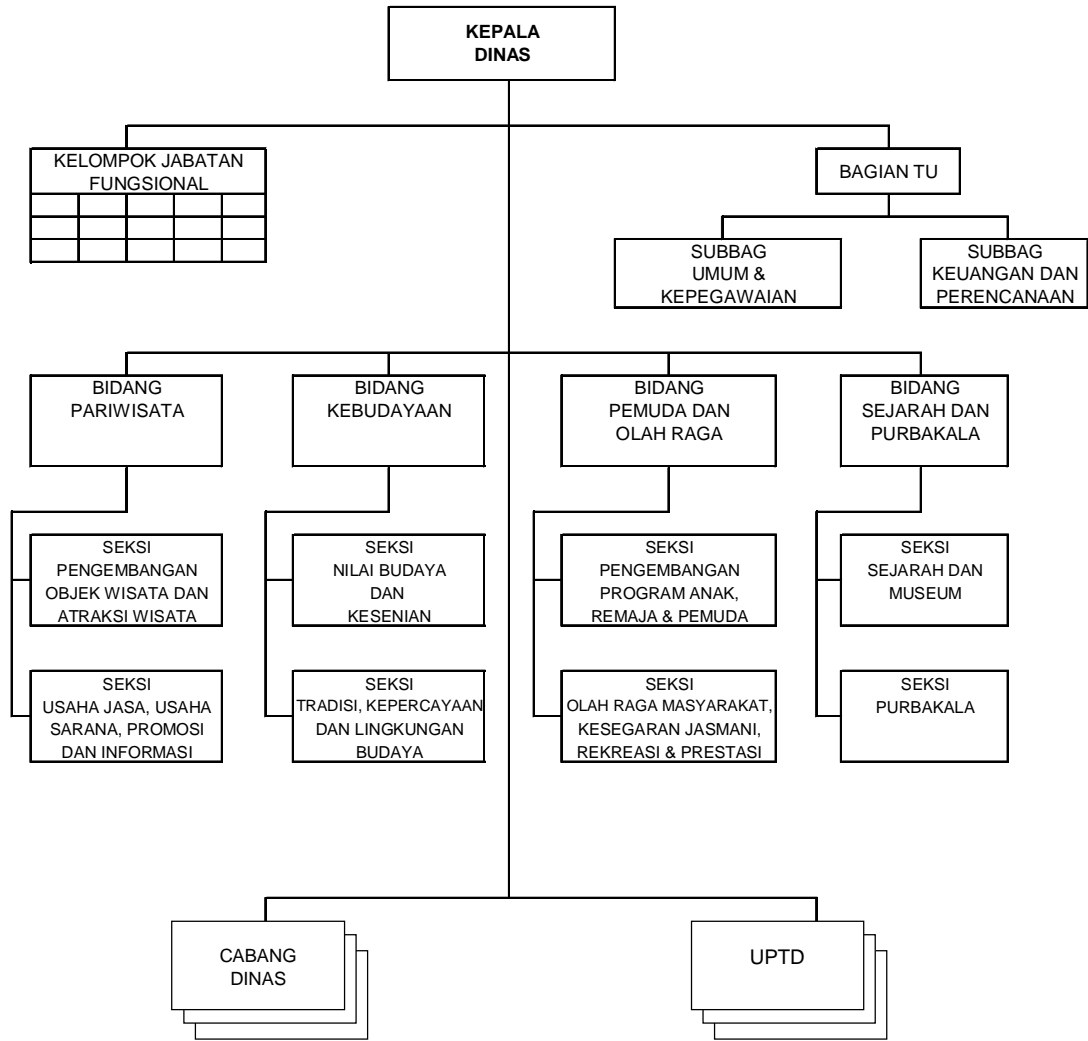 KEPALA
DINAS
KELOMPOK JABATAN
FUNGSIONAL
BAGIAN TU
SUBBAG
UMUM &
KEPEGAWAIAN
SUBBAG
KEUANGAN DAN
PERENCANAAN
BIDANG
PARIWISATA
BIDANG
KEBUDAYAAN
BIDANG
PEMUDA DAN
OLAH RAGA
BIDANG
SEJARAH DAN
PURBAKALA
SEKSI
PENGEMBANGAN
OBJEK WISATA DAN
ATRAKSI WISATA
SEKSI
NILAI BUDAYA
DAN
KESENIAN
SEKSI
PENGEMBANGAN
PROGRAM ANAK,
REMAJA & PEMUDA
SEKSI
SEJARAH DAN
MUSEUM
SEKSI
USAHA JASA, USAHA
SARANA, PROMOSI
DAN INFORMASI
SEKSI
TRADISI, KEPERCAYAAN
DAN LINGKUNGAN
BUDAYA
SEKSI
OLAH RAGA MASYARAKAT,
KESEGARAN JASMANI,
REKREASI & PRESTASI
SEKSI
PURBAKALA
CABANG
DINAS
UPTD